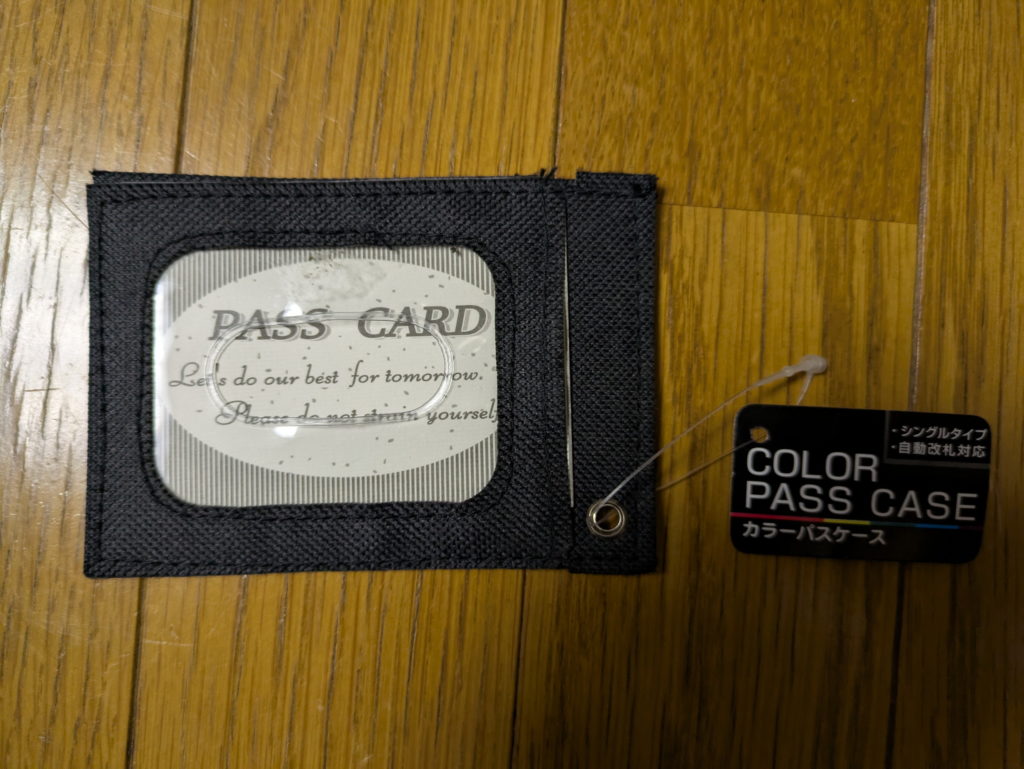 PASS CARD
Let's do our best for tomorrow.
Please do not strain yoursel
・シングルタイプ
・自動改札対応
COLOR
PASS CASE
カラーパスケース